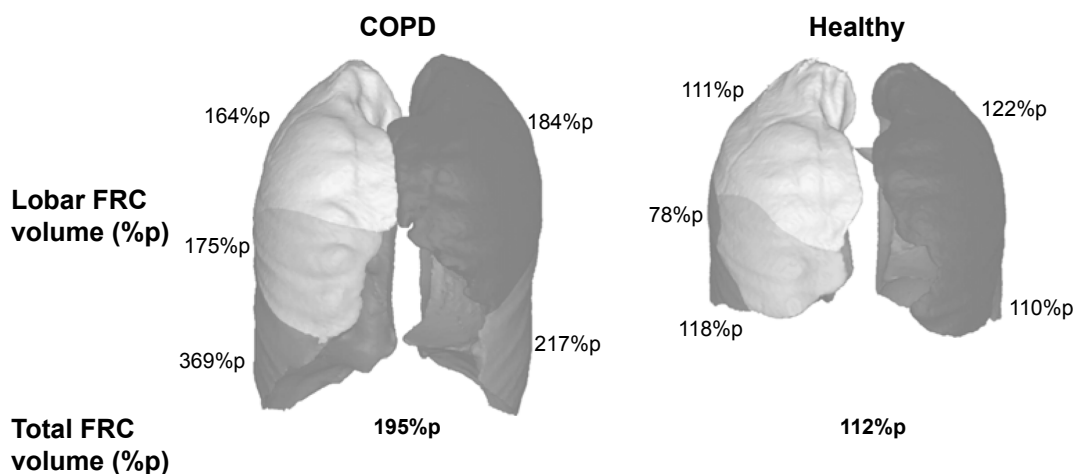 COPD
Healthy
164%p
184%p
111%p
122%p
Lobar FRC
volume (%p)
175%p
78%p
369%p
217%p
118%p
110%p
Total FRC
volume (%p)
195%p
112%p